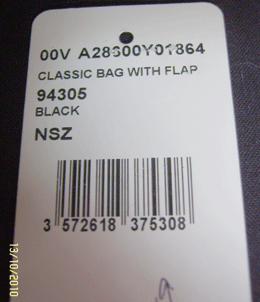 00V A28600Y01864
CLASSIC BAG WITH FLAP
94305
BLACK
NSZ
3 572618 375308
13/10/2010